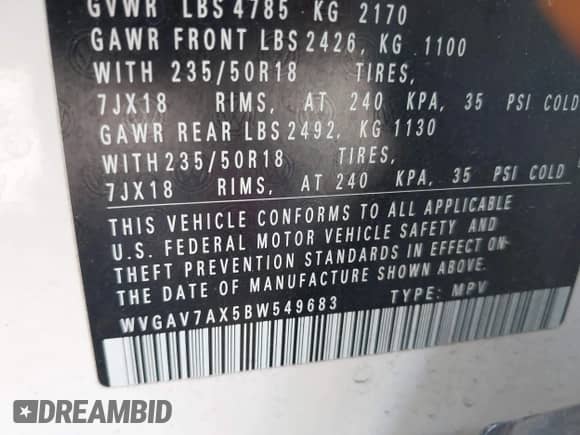 GVWR LBS 4785 KG 2170
GAWR FRONT LBS 2426, KG 1100
WITH 235/50R18 TIRES,
7JX18 RIMS, AT 240 KPA, 35 PSI COLD
GAWR REAR LBS 2492, KG 1130
WITH 235/50R18 TIRES,
7JX18 RIMS, AT 240 KPA, 35 PSI COLD
THIS VEHICLE CONFORMS TO ALL APPLICABLE
U.S. FEDERAL MOTOR VEHICLE SAFETY AND
THEFT PREVENTION STANDARDS IN EFFECT ON
THE DATE OF MANUFACTURE SHOWN ABOVE.
WVGAV7AX5BW549683 TYPE: MPV
DREAMBID